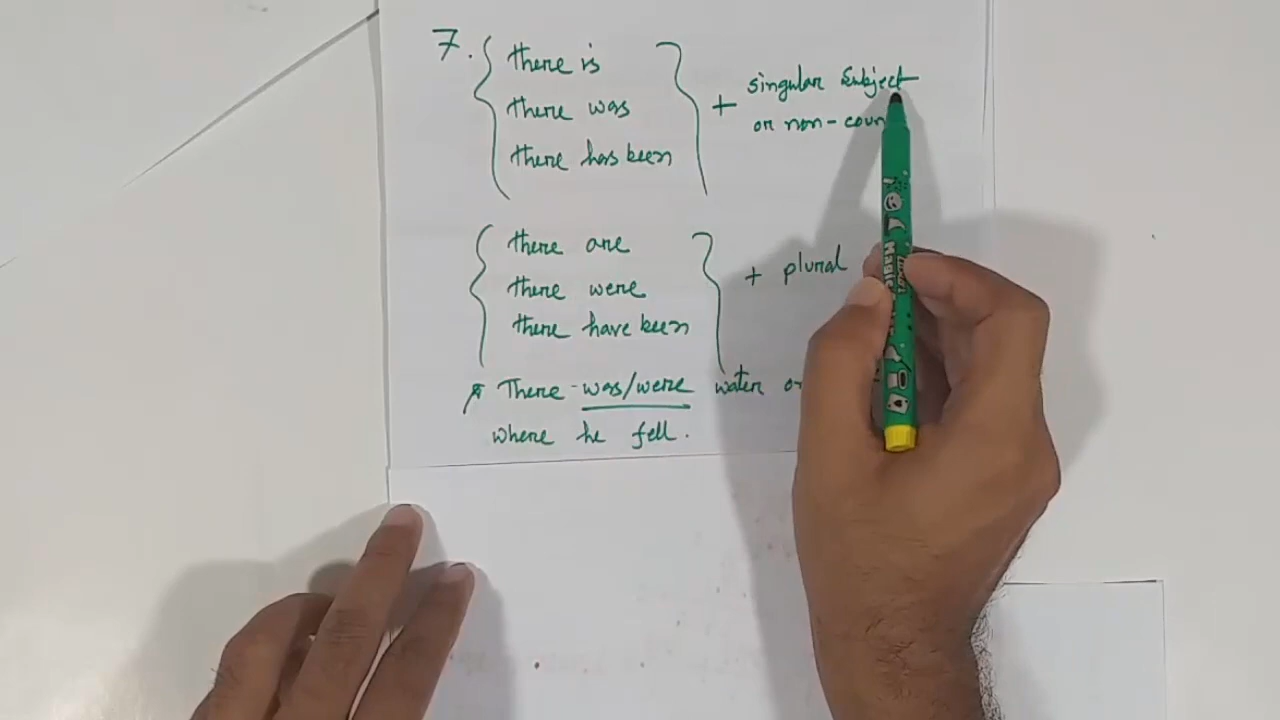 7. there is
there was
there has been
+ singular subject
or non-coun
there are
there were
there have been
+ plural
There was/were water o
where he fell.
Magic